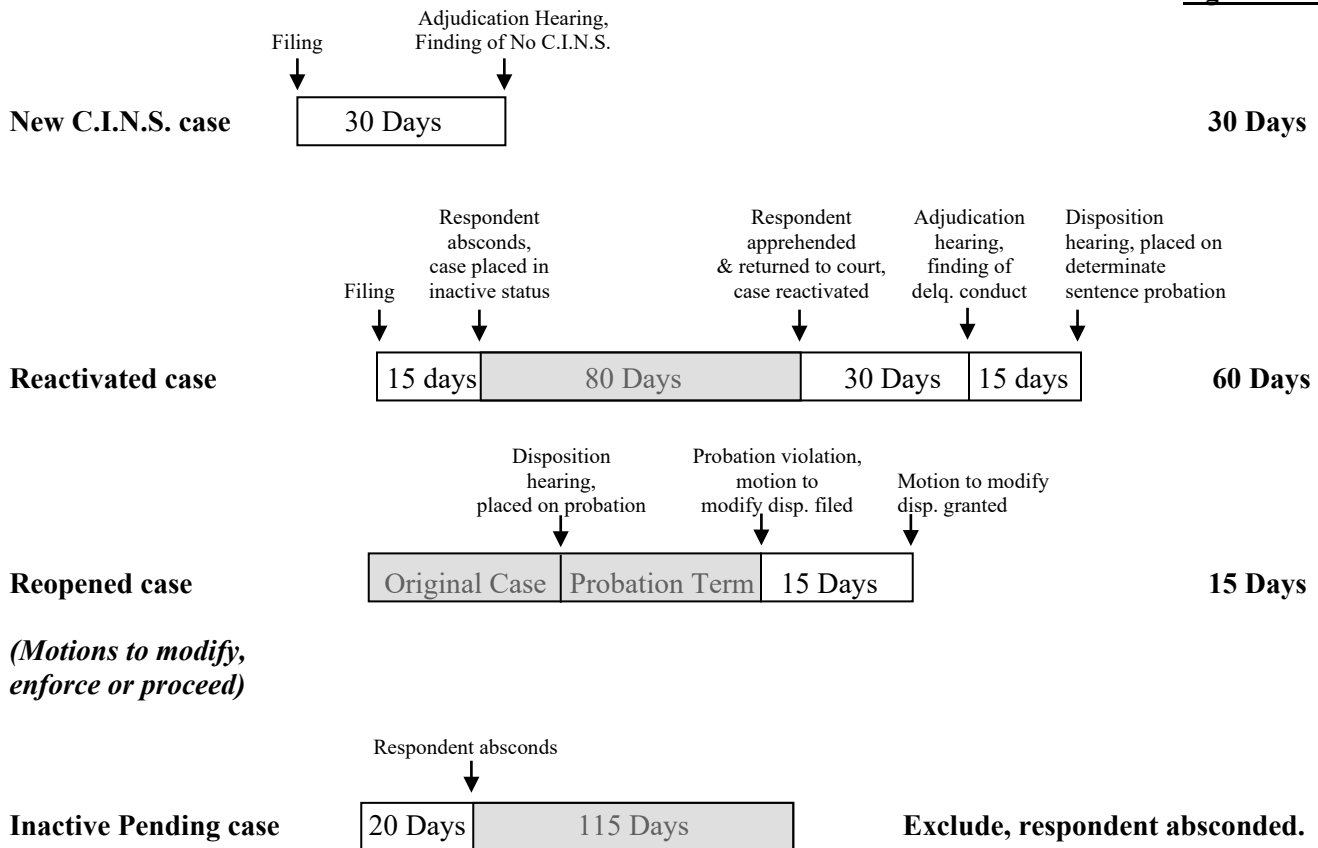 Adjudication Hearing,
Filing Finding of No C.I.N.S.
New C.I.N.S. case 30 Days 30 Days
Respondent Respondent Adjudication Disposition
absconds, apprehended hearing, hearing, placed on
case placed in & returned to court, finding of determinate
Filing inactive status case reactivated delq. conduct sentence probation
Reactivated case 15 days 80 Days 30 Days 15 days 60 Days
Disposition Probation violation,
hearing, motion to Motion to modify
placed on probation modify disp. filed disp. granted
Reopened case Original Case Probation Term 15 Days 15 Days
(Motions to modify,
enforce or proceed)
Respondent absconds
Inactive Pending case 20 Days 115 Days Exclude, respondent absconded.